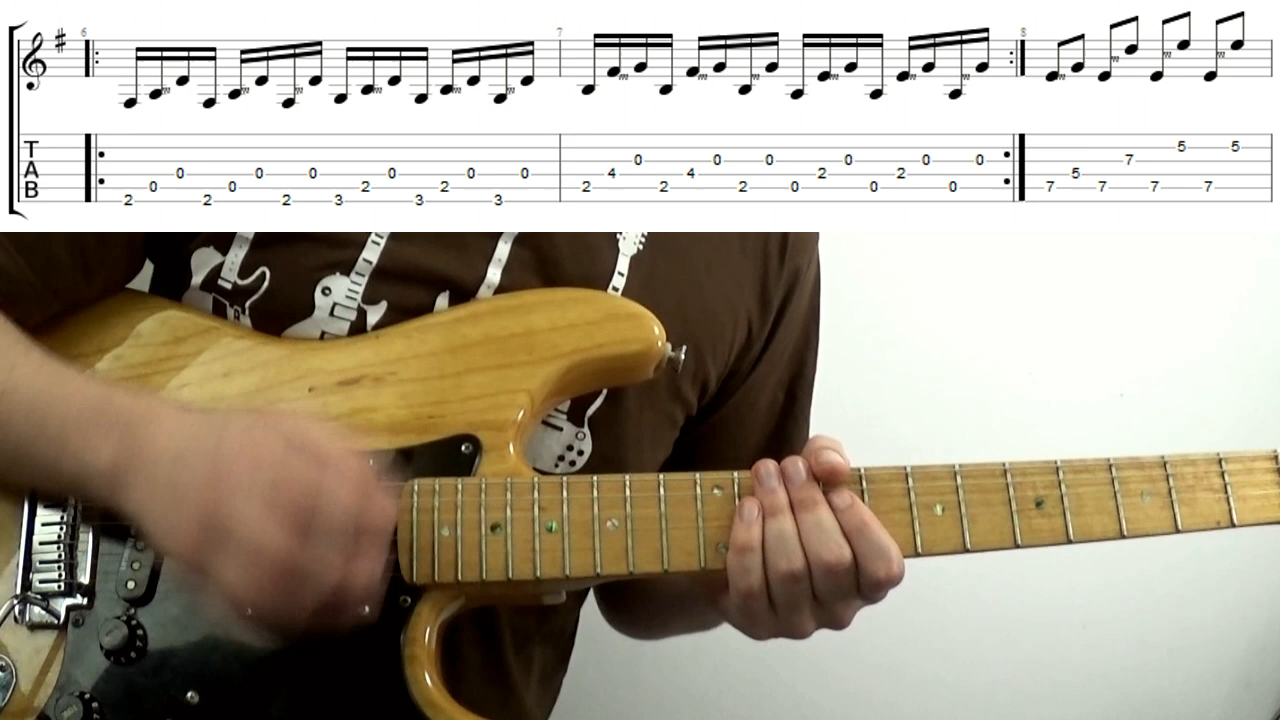 6 7 8
T 5 5
0 0 0 0 0 0 7
A 0 0 0 0 0 0 4 4 2 2 5
B 0 0 2 2 2 2 2 0 0 0 7 7 7 7
2 2 2 3 3 3